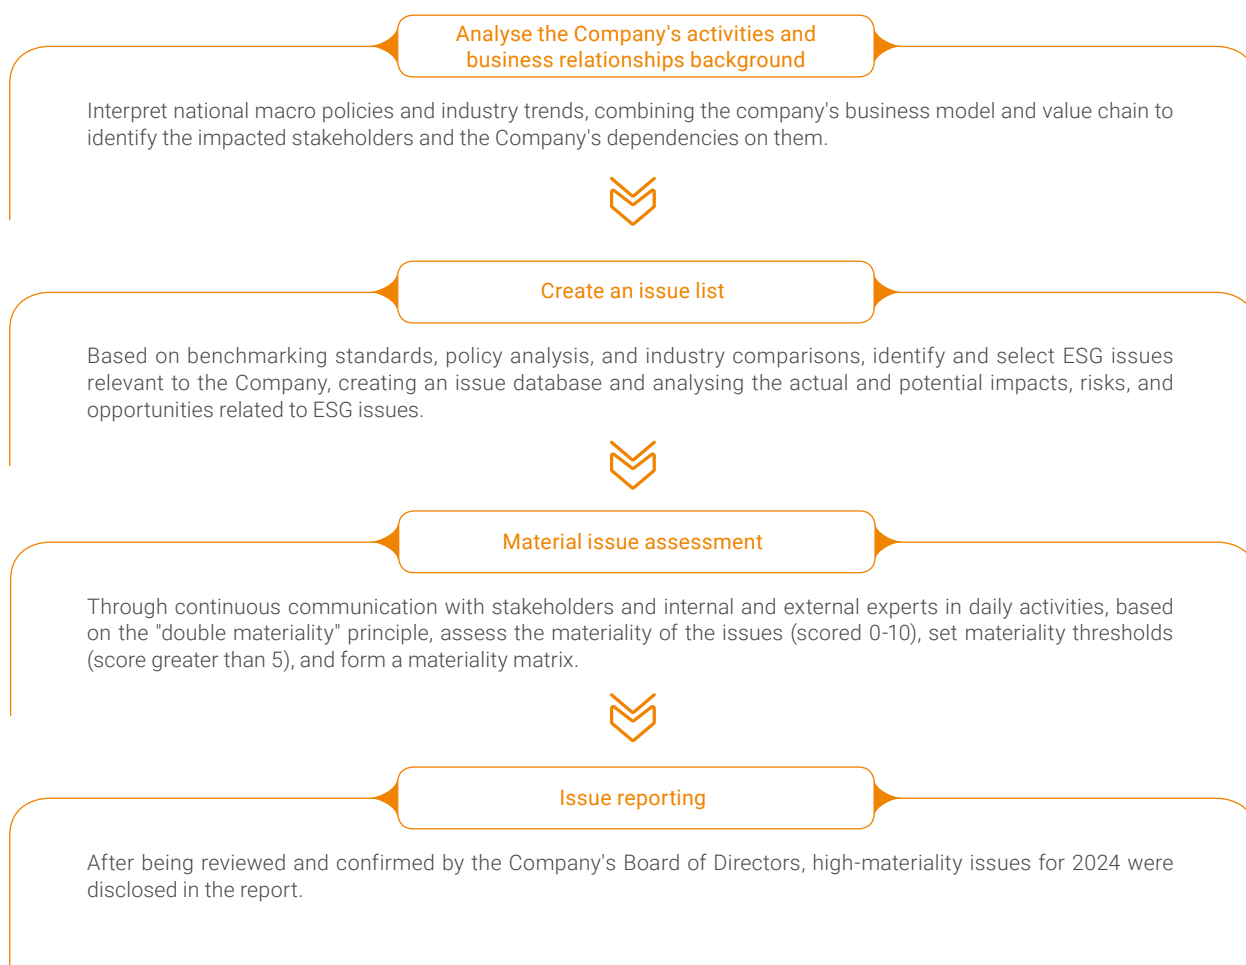 Analyse the Company's activities and
business relationships background
Interpret national macro policies and industry trends, combining the company's business model and value chain to
identify the impacted stakeholders and the Company's dependencies on them.
Create an issue list
Based on benchmarking standards, policy analysis, and industry comparisons, identify and select ESG issues
relevant to the Company, creating an issue database and analysing the actual and potential impacts, risks, and
opportunities related to ESG issues.
Material issue assessment
Through continuous communication with stakeholders and internal and external experts in daily activities, based
on the "double materiality" principle, assess the materiality of the issues (scored 0-10), set materiality thresholds
(score greater than 5), and form a materiality matrix.
Issue reporting
After being reviewed and confirmed by the Company's Board of Directors, high-materiality issues for 2024 were
disclosed in the report.